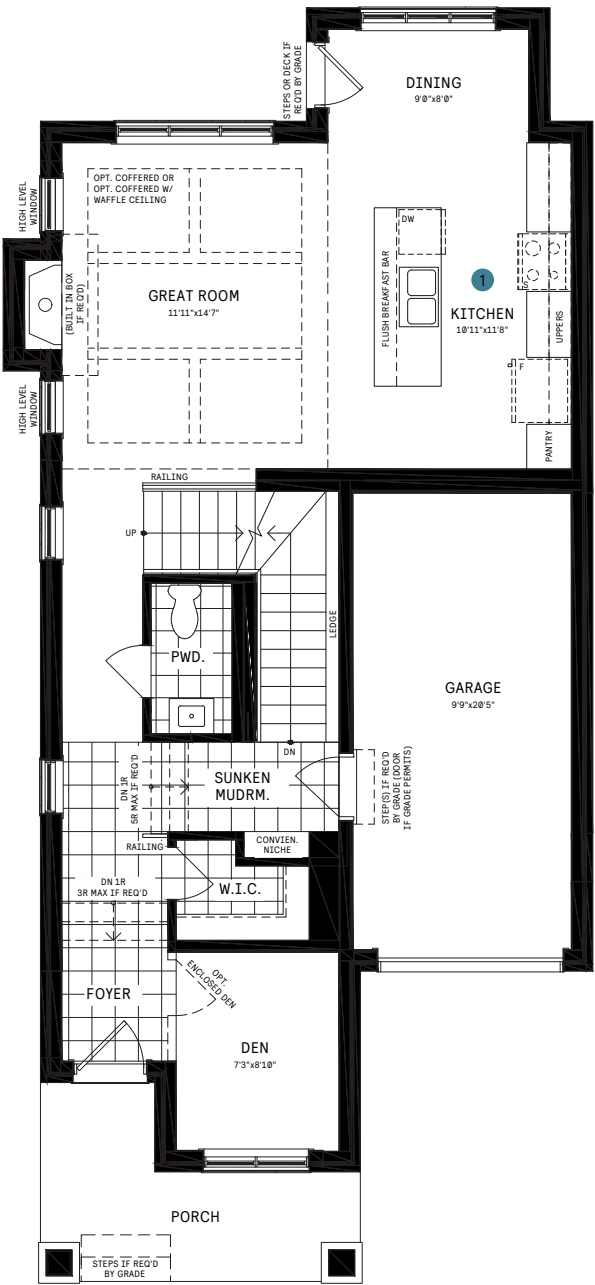 STEPS OR DECK IF
REQ'D BY GRADE
DINING
9'0"x8'0"
OPT. COFFERED OR
OPT. COFFERED W/
WAFFLE CEILING
HIGH LEVEL
WINDOW
DW
FLUSH BREAKFAST BAR
1
S
KITCHEN
10'11"x11'8"
UPPERS
GREAT ROOM
11'11"x14'7"
(BUILT IN BOX
IF REQ'D)
F
HIGH LEVEL
WINDOW
PANTRY
RAILING
UP
LEDGE
PWD.
GARAGE
9'9"x20'5"
DN
SUNKEN
MUDRM.
DN 1R
5R MAX IF REQ'D
STEP(S) IF REQ'D
BY GRADE (DOOR
IF GRADE PERMITS)
RAILING
CONVIEN.
NICHE
DN 1R
3R MAX IF REQ'D
W.I.C.
OPT.
ENCLOSED DEN
FOYER
DEN
7'3"x8'10"
PORCH
STEPS IF REQ'D
BY GRADE